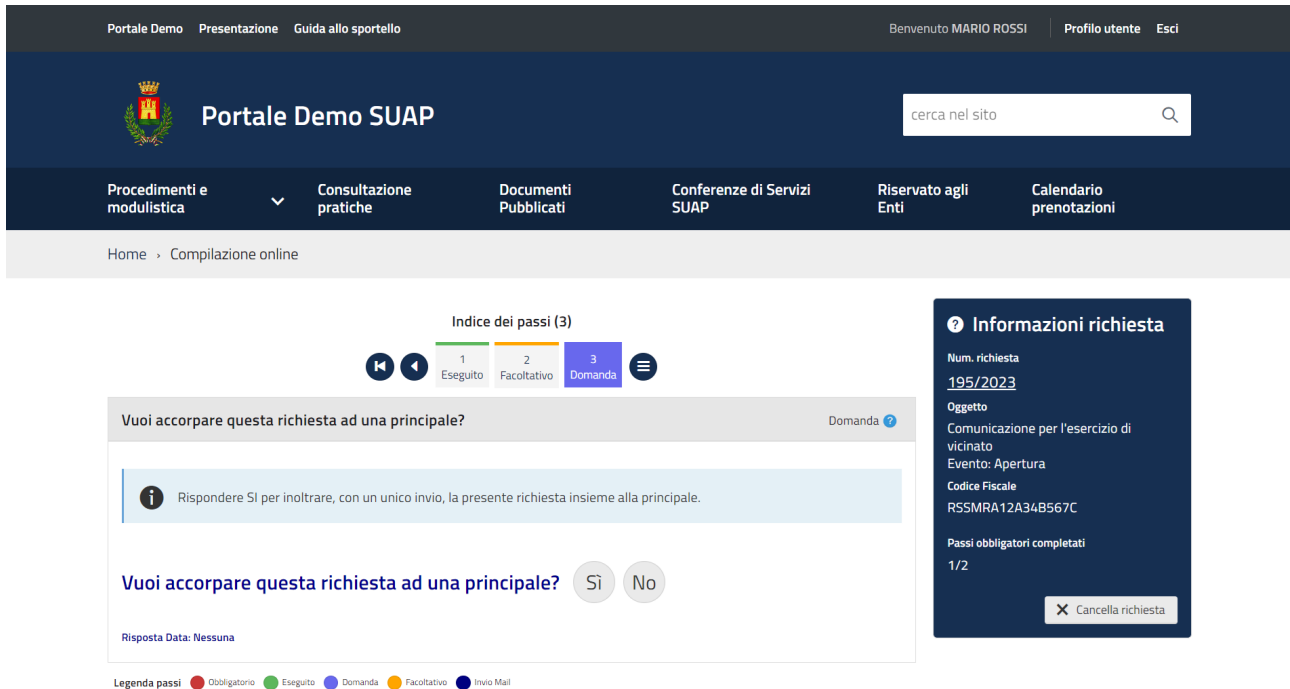 Portale Demo Presentazione Guida allo sportello
Benvenuto MARIO ROSSI Profilo utente Esci
Portale Demo SUAP
cerca nel sito
Procedimenti e
modulistica
Consultazione
pratiche
Documenti
Pubblicati
Conferenze di Servizi
SUAP
Riservato agli
Enti
Calendario
prenotazioni
Home › Compilazione online
Indice dei passi (3)
1
Eseguito
2
Facoltativo
3
Domanda
Vuoi accorpare questa richiesta ad una principale?
Domanda ?
Rispondere SI per inoltrare, con un unico invio, la presente richiesta insieme alla principale.
Vuoi accorpare questa richiesta ad una principale? Sì No
Risposta Data: Nessuna
Legenda passi Obbligatorio Eseguito Domanda Facoltativo Invio Mail
? Informazioni richiesta
Num. richiesta
195/2023
Oggetto
Comunicazione per l'esercizio di
vicinato
Evento: Apertura
Codice Fiscale
RSSMRA12A34B567C
Passi obbligatori completati
1/2
Cancella richiesta